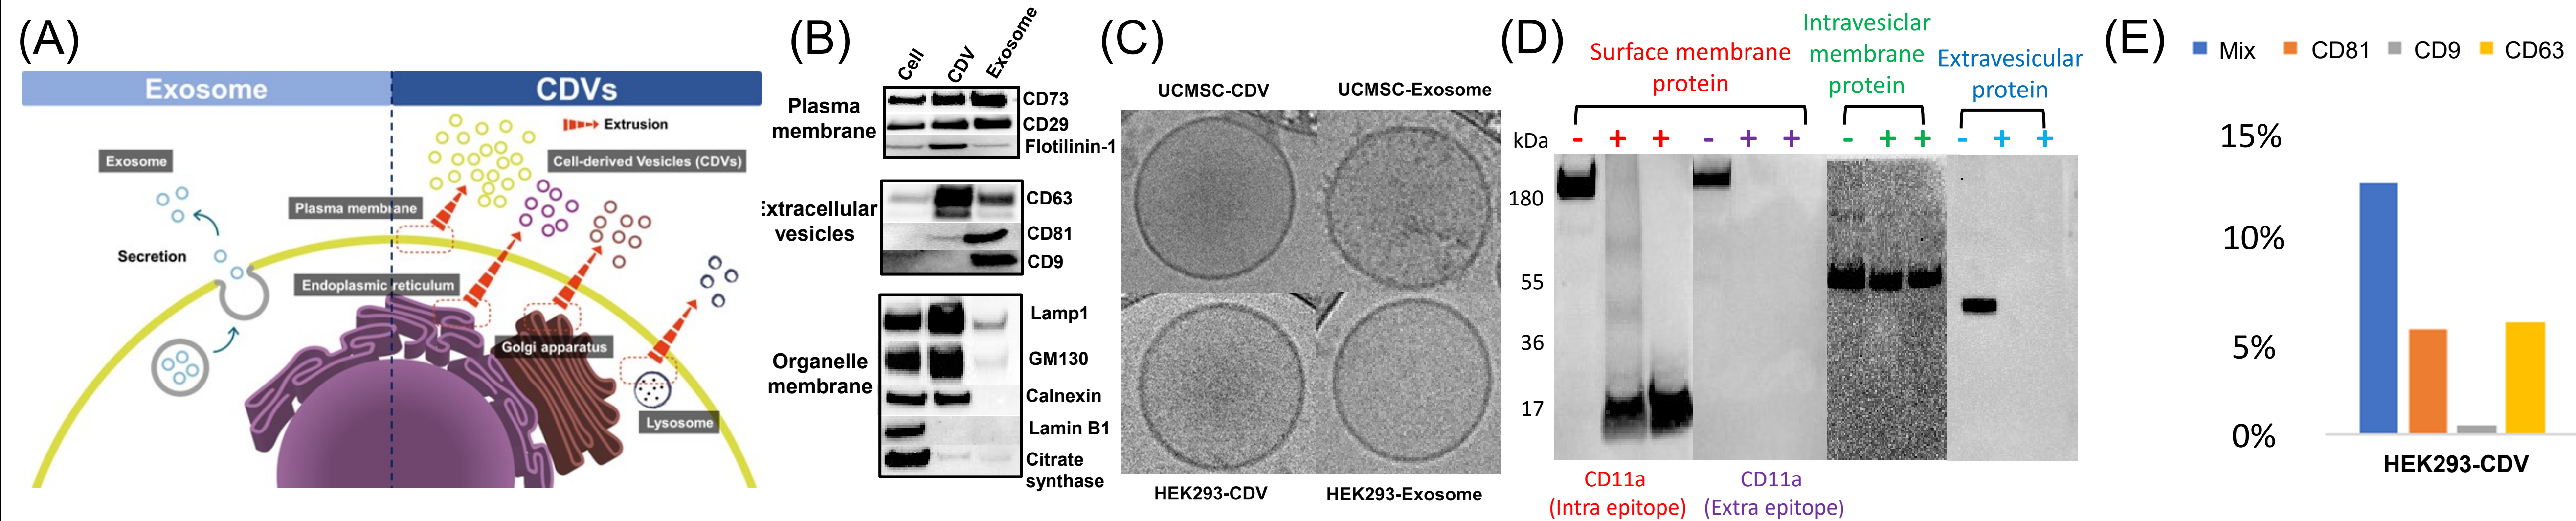 (A)
Exosome
CDVs
Extrusion
Exosome
Cell-derived Vesicles (CDVs)
Plasma membrane
Secretion
Endoplasmic reticulum
Golgi apparatus
Lysosome
(B)
Cell
CDV
Exosome
Plasma
membrane
CD73
CD29
Flotilinin-1
Extracellular
vesicles
CD63
CD81
CD9
Organelle
membrane
Lamp1
GM130
Calnexin
Lamin B1
Citrate
synthase
(C)
UCMSC-CDV
UCMSC-Exosome
HEK293-CDV
HEK293-Exosome
(D)
Surface membrane
protein
Intravesiclar
membrane
protein
Extravesicular
protein
kDa
- + +
- + +
- + +
- + +
180
55
36
17
CD11a
(Intra epitope)
CD11a
(Extra epitope)
(E)
Mix
CD81
CD9
CD63
15%
10%
5%
0%
HEK293-CDV